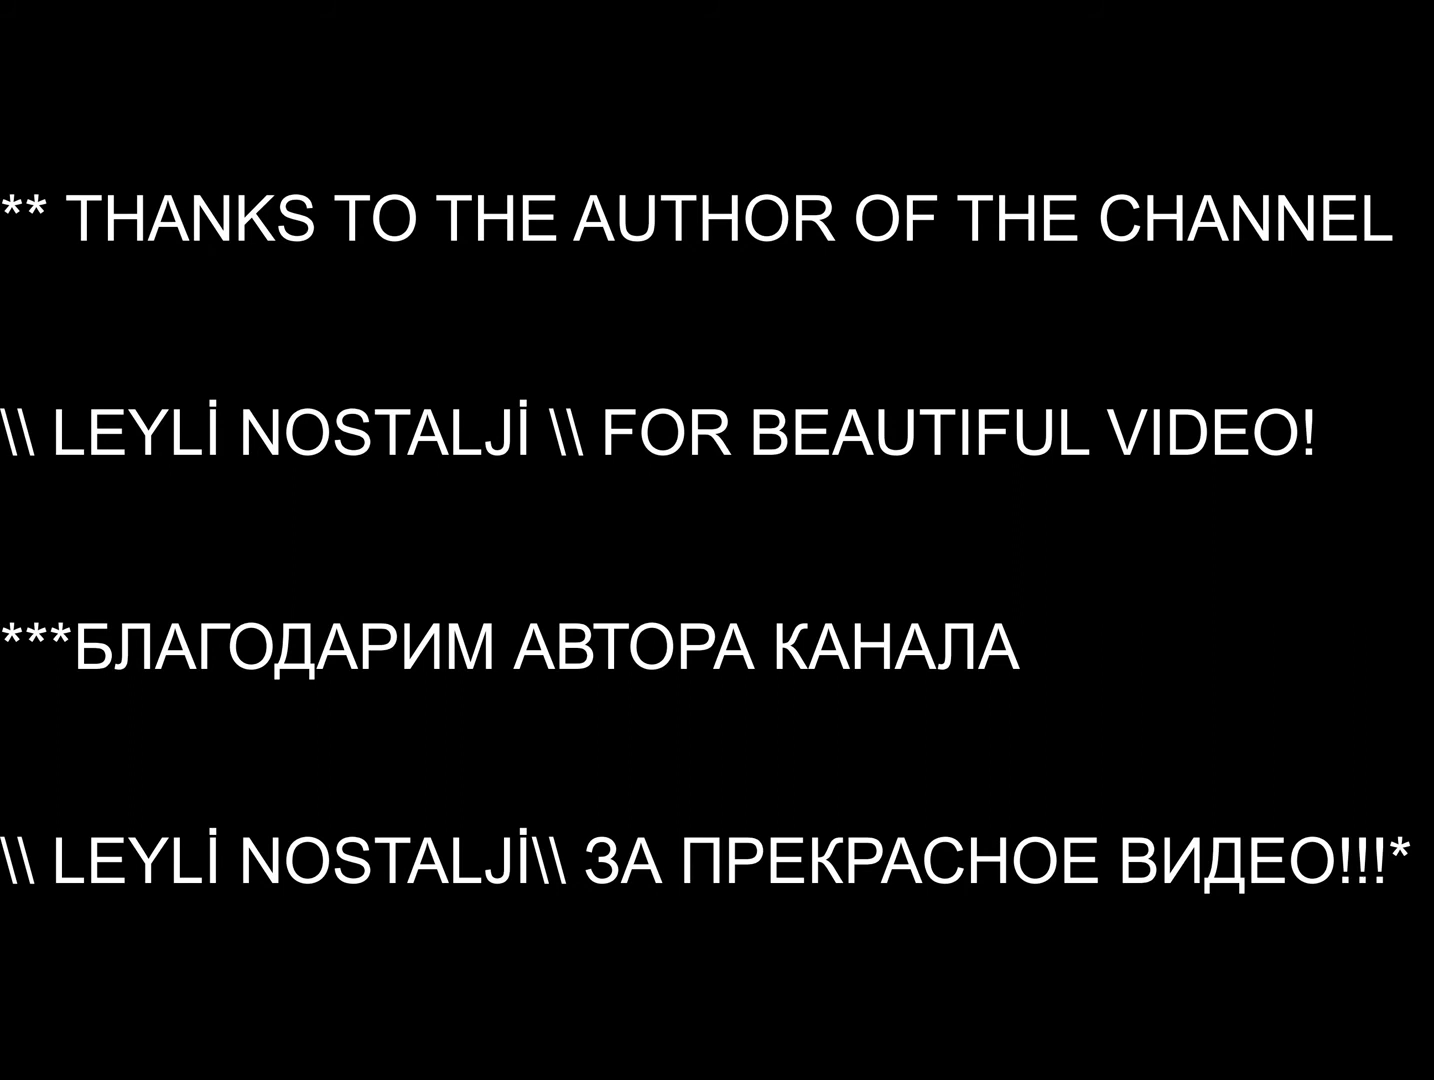 ** THANKS TO THE AUTHOR OF THE CHANNEL
\\ LEYLİ NOSTALJİ \\ FOR BEAUTIFUL VIDEO!
***БЛАГОДАРИМ АВТОРА КАНАЛА
\\ LEYLİ NOSTALJİ\\ ЗА ПРЕКРАСНОЕ ВИДЕО!!!*